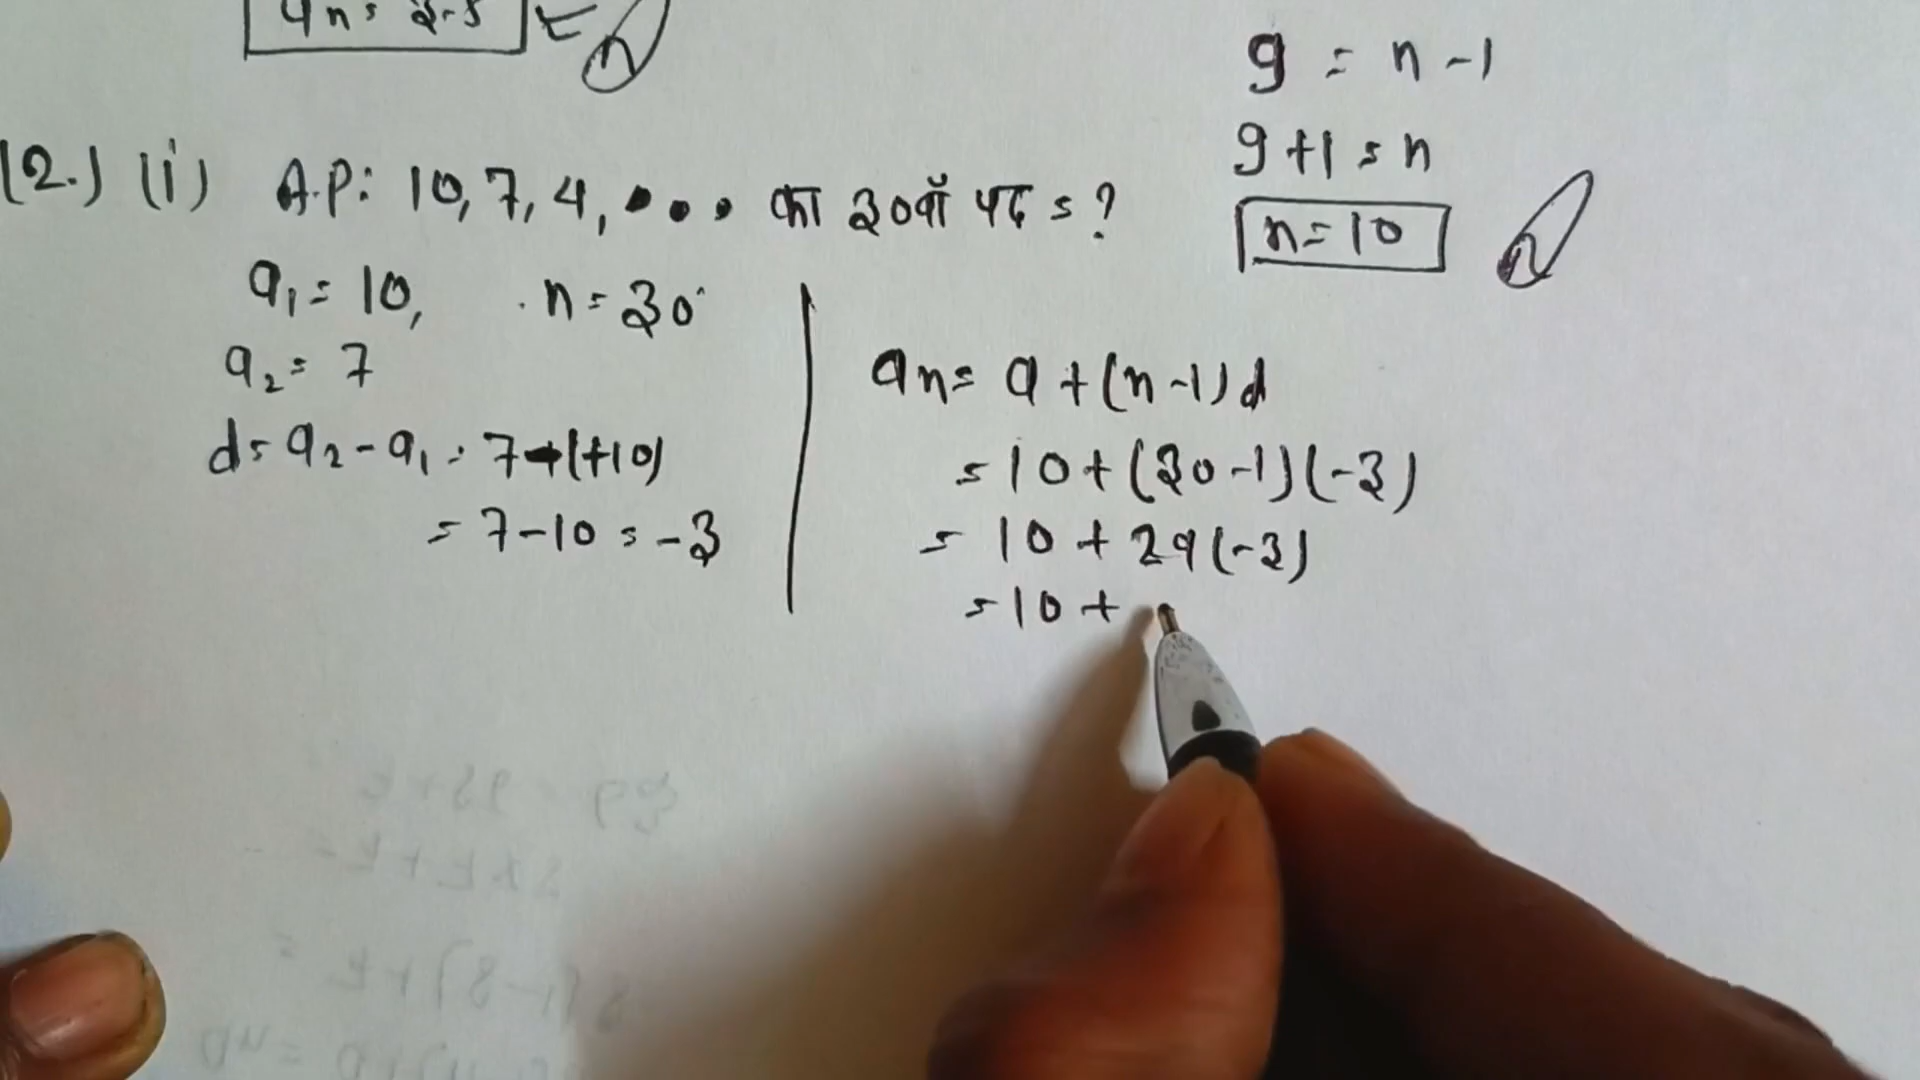 9 = n - 1
9 + 1 = n
n = 10
(2.) (i) A.P: 10, 7, 4, ... का 30वाँ पद = ?
a₁ = 10, n = 30
a₂ = 7
d = a₂ - a₁ = 7 - (+10)
= 7 - 10 = -3
an = a + (n - 1) d
= 10 + (30 - 1) (-3)
= 10 + 29 (-3)
= 10 +